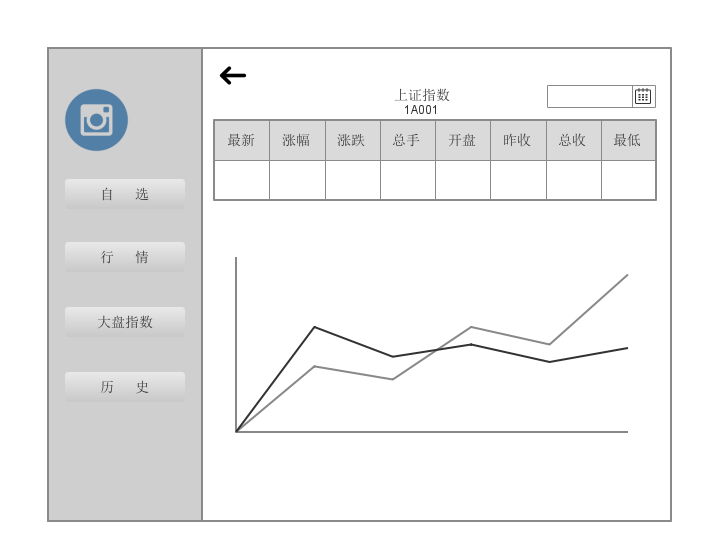 上证指数
1A001
最新 涨幅 涨跌 总手 开盘 昨收 总收 最低
自 选
行 情
大盘指数
历 史